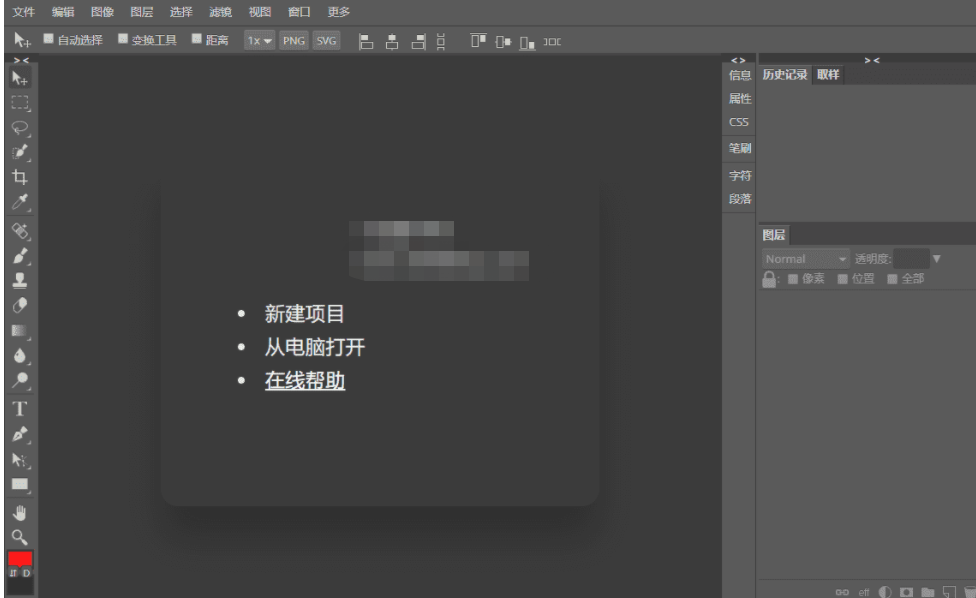 文件 编辑 图像 图层 选择 滤镜 视图 窗口 更多
自动选择 变换工具 距离 1x PNG SVG
信息
属性
CSS
笔刷
字符
段落
历史记录 取样
图层
Normal 透明度:
像素 位置 全部
新建项目
从电脑打开
在线帮助
T
D
eff